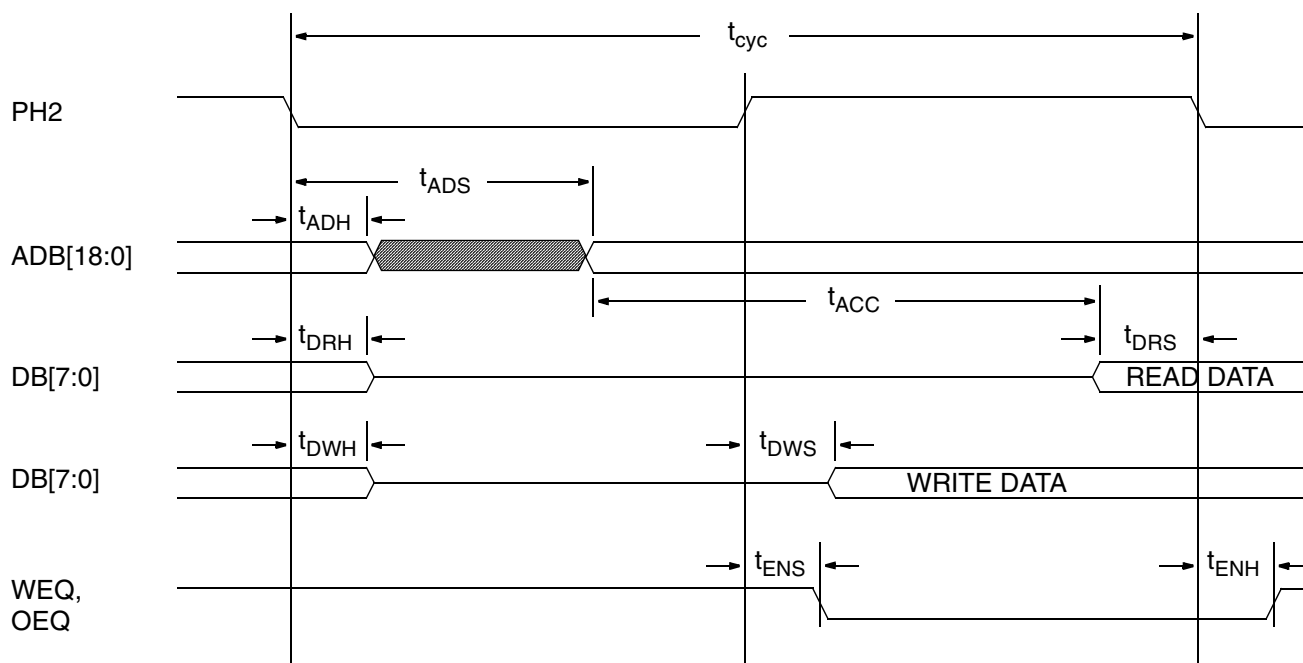 tcyc
PH2
tADS
tADH
ADB[18:0]
tACC
tDRH
tDRS
DB[7:0]
READ DATA
tDWH
tDWS
DB[7:0]
WRITE DATA
tENS
tENH
WEQ,
OEQ